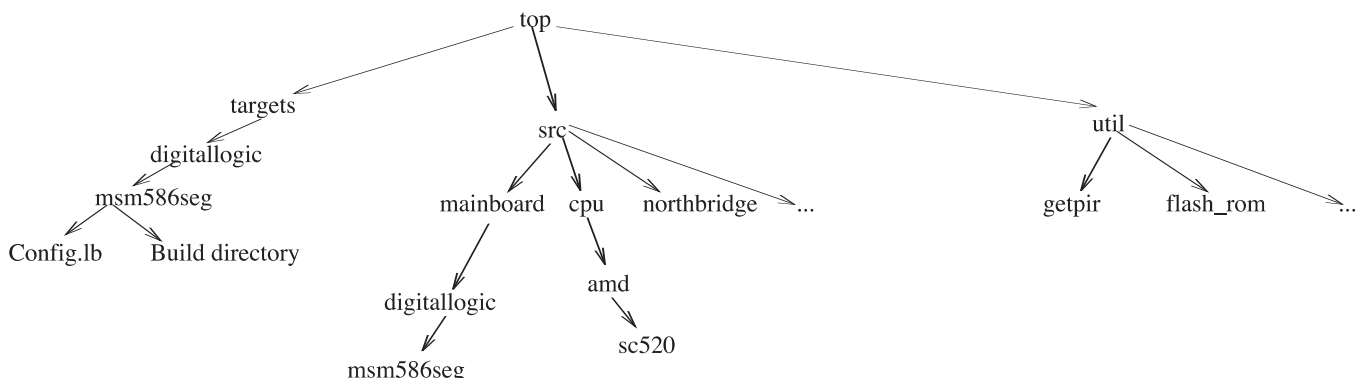 top
targets
src
util
digitallogic
msm586seg
mainboard cpu northbridge ...
getpir flash_rom ...
Config.lb Build directory
amd
digitallogic
sc520
msm586seg